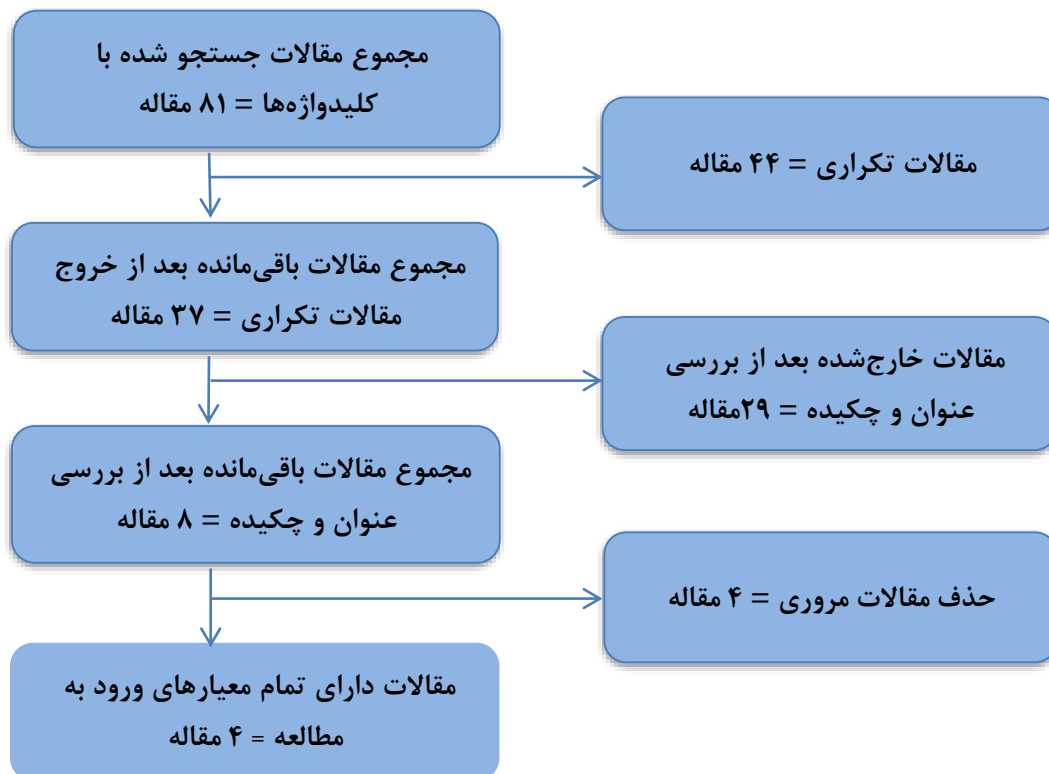 مجموع مقالات جستجو شده با
کلیدواژه‌ها = ۸۱ مقاله
مقالات تکراری = ۴۴ مقاله
مجموع مقالات باقی‌مانده بعد از خروج
مقالات تکراری = ۳۷ مقاله
مقالات خارج‌شده بعد از بررسی
عنوان و چکیده = ۲۹مقاله
مجموع مقالات باقی‌مانده بعد از بررسی
عنوان و چکیده = ۸ مقاله
حذف مقالات مروری = ۴ مقاله
مقالات دارای تمام معیارهای ورود به
مطالعه = ۴ مقاله